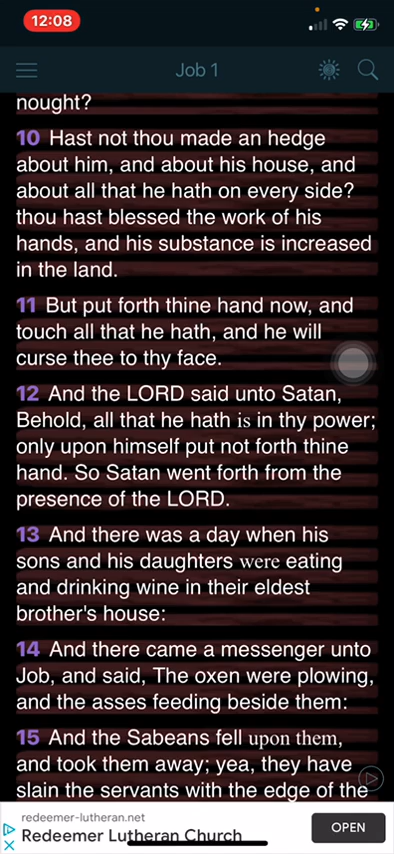 12:08
Job 1
nought?
10 Hast not thou made an hedge
about him, and about his house, and
about all that he hath on every side?
thou hast blessed the work of his
hands, and his substance is increased
in the land.
11 But put forth thine hand now, and
touch all that he hath, and he will
curse thee to thy face.
12 And the LORD said unto Satan,
Behold, all that he hath is in thy power;
only upon himself put not forth thine
hand. So Satan went forth from the
presence of the LORD.
13 And there was a day when his
sons and his daughters were eating
and drinking wine in their eldest
brother's house:
14 And there came a messenger unto
Job, and said, The oxen were plowing,
and the asses feeding beside them:
15 And the Sabeans fell upon them,
and took them away; yea, they have
slain the servants with the edge of the
redeemer-lutheran.net
Redeemer Lutheran Church
OPEN